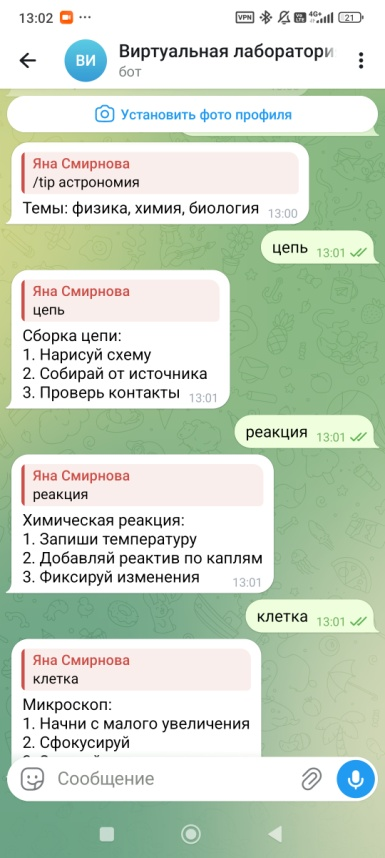 13:02
VPN
4G+
21
ВИ
Виртуальная лаборатори
бот
Установить фото профиля
Яна Смирнова
/tip астрономия
Темы: физика, химия, биология 13:00
цепь 13:01
Яна Смирнова
цепь
Сборка цепи:
1. Нарисуй схему
2. Собирай от источника
3. Проверь контакты 13:01
реакция 13:01
Яна Смирнова
реакция
Химическая реакция:
1. Запиши температуру
2. Добавляй реактив по каплям
3. Фиксируй изменения 13:01
клетка 13:01
Яна Смирнова
клетка
Микроскоп:
1. Начни с малого увеличения
2. Сфокусируй
Сообщение